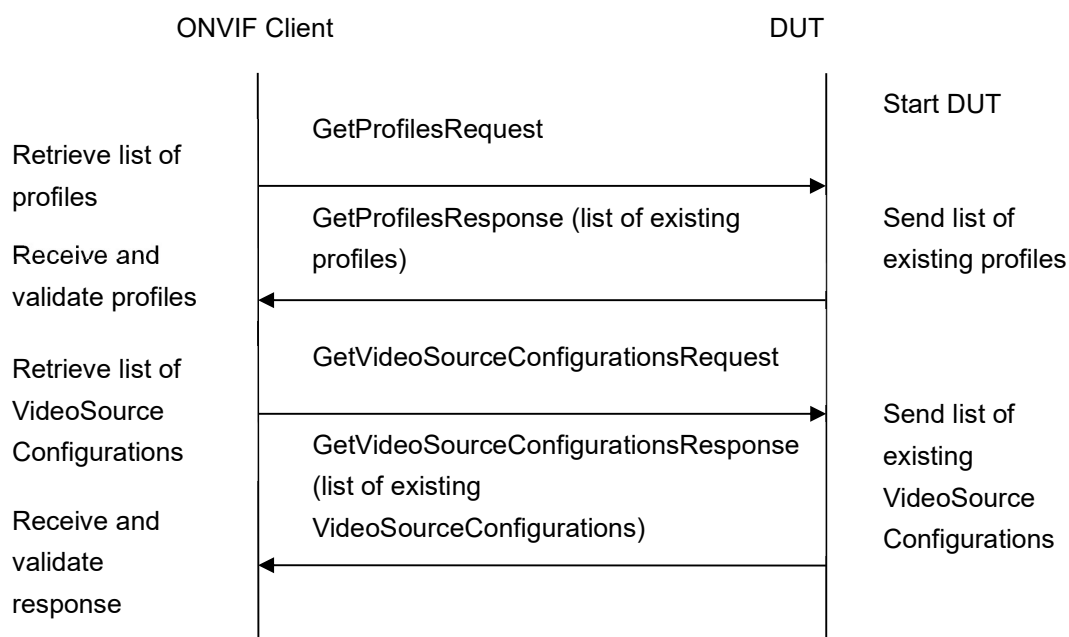 ONVIF Client
DUT
Start DUT
GetProfilesRequest
Retrieve list of
profiles
GetProfilesResponse (list of existing
profiles)
Send list of
existing profiles
Receive and
validate profiles
GetVideoSourceConfigurationsRequest
Retrieve list of
VideoSource
Configurations
GetVideoSourceConfigurationsResponse
(list of existing
VideoSourceConfigurations)
Send list of
existing
VideoSource
Configurations
Receive and
validate
response